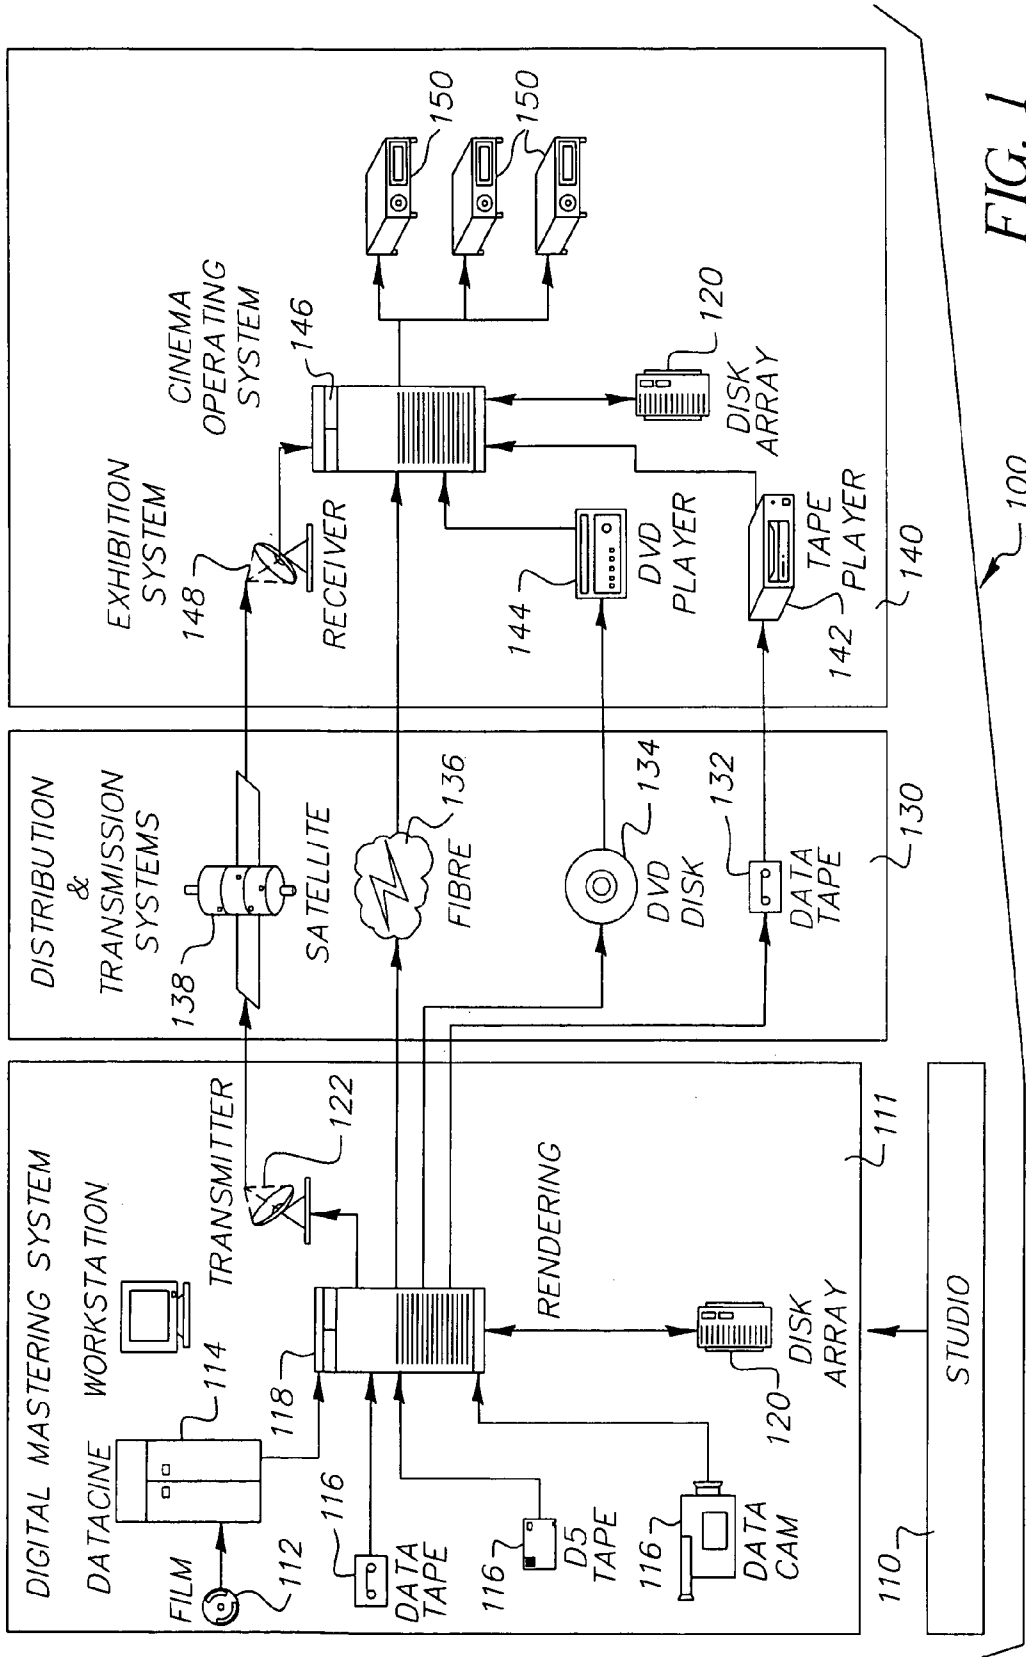 DIGITAL MASTERING SYSTEM
DATACINE
WORKSTATION
114
FILM
112
TRANSMITTER
122
118
116
DATA
TAPE
116
D5
TAPE
116
DATA
CAM
RENDERING
120
DISK
ARRAY
111
110
STUDIO
DISTRIBUTION
&
TRANSMISSION
SYSTEMS
138
SATELLITE
136
FIBRE
134
DVD
DISK
132
DATA
TAPE
130
EXHIBITION
SYSTEM
148
RECEIVER
CINEMA
OPERATING
SYSTEM
146
150
150
144
DVD
PLAYER
120
DISK
ARRAY
142
TAPE
PLAYER
140
100
FIG. 1